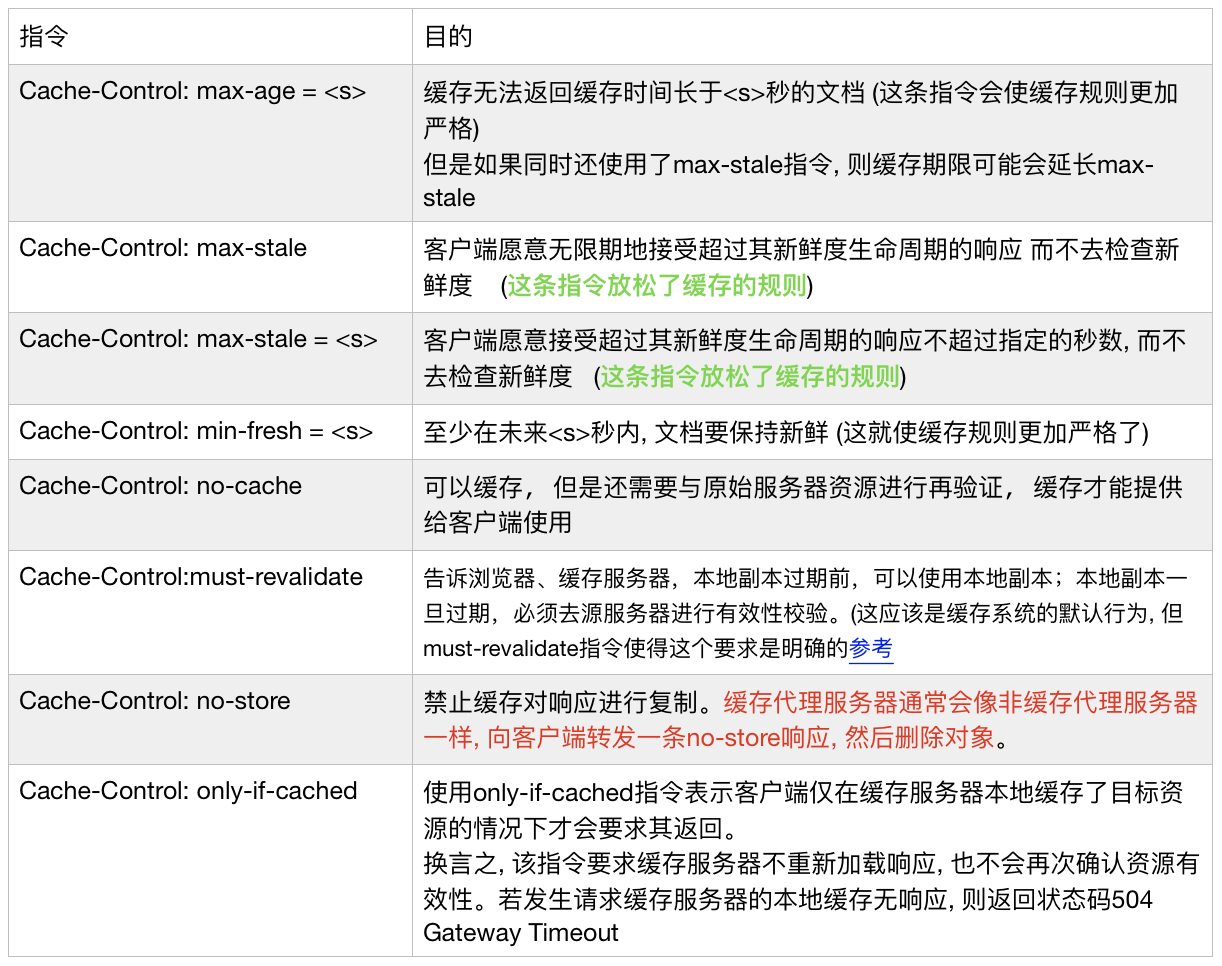 指令
目的
Cache-Control: max-age = <s>
缓存无法返回缓存时间长于<s>秒的文档 (这条指令会使缓存规则更加
严格)
但是如果同时还使用了max-stale指令, 则缓存期限可能会延长max-
stale
Cache-Control: max-stale
客户端愿意无限期地接受超过其新鲜度生命周期的响应 而不去检查新
鲜度 (这条指令放松了缓存的规则)
Cache-Control: max-stale = <s>
客户端愿意接受超过其新鲜度生命周期的响应不超过指定的秒数, 而不
去检查新鲜度 (这条指令放松了缓存的规则)
Cache-Control: min-fresh = <s>
至少在未来<s>秒内, 文档要保持新鲜 (这就使缓存规则更加严格了)
Cache-Control: no-cache
可以缓存， 但是还需要与原始服务器资源进行再验证， 缓存才能提供
给客户端使用
Cache-Control:must-revalidate
告诉浏览器、缓存服务器，本地副本过期前，可以使用本地副本；本地副本一
旦过期，必须去源服务器进行有效性校验。(这应该是缓存系统的默认行为, 但
must-revalidate指令使得这个要求是明确的参考
Cache-Control: no-store
禁止缓存对响应进行复制。缓存代理服务器通常会像非缓存代理服务器
一样, 向客户端转发一条no-store响应, 然后删除对象。
Cache-Control: only-if-cached
使用only-if-cached指令表示客户端仅在缓存服务器本地缓存了目标资
源的情况下才会要求其返回。
换言之, 该指令要求缓存服务器不重新加载响应, 也不会再次确认资源有
效性。若发生请求缓存服务器的本地缓存无响应, 则返回状态码504
Gateway Timeout